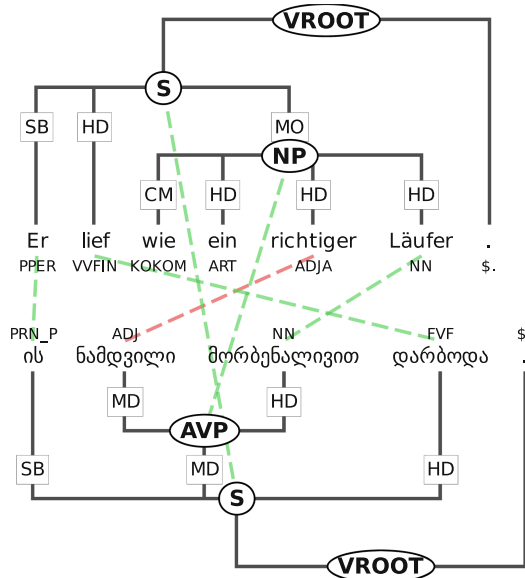 VROOT
S
SB HD MO
NP
CM HD HD HD
Er lief wie ein richtiger Läufer .
PPER VVFIN KOKOM ART ADJA NN $.
PRN_P ADJ NN FVF $
ის ნამდვილი მორბენალივით დარბოდა .
MD HD
AVP
SB MD HD
S
VROOT